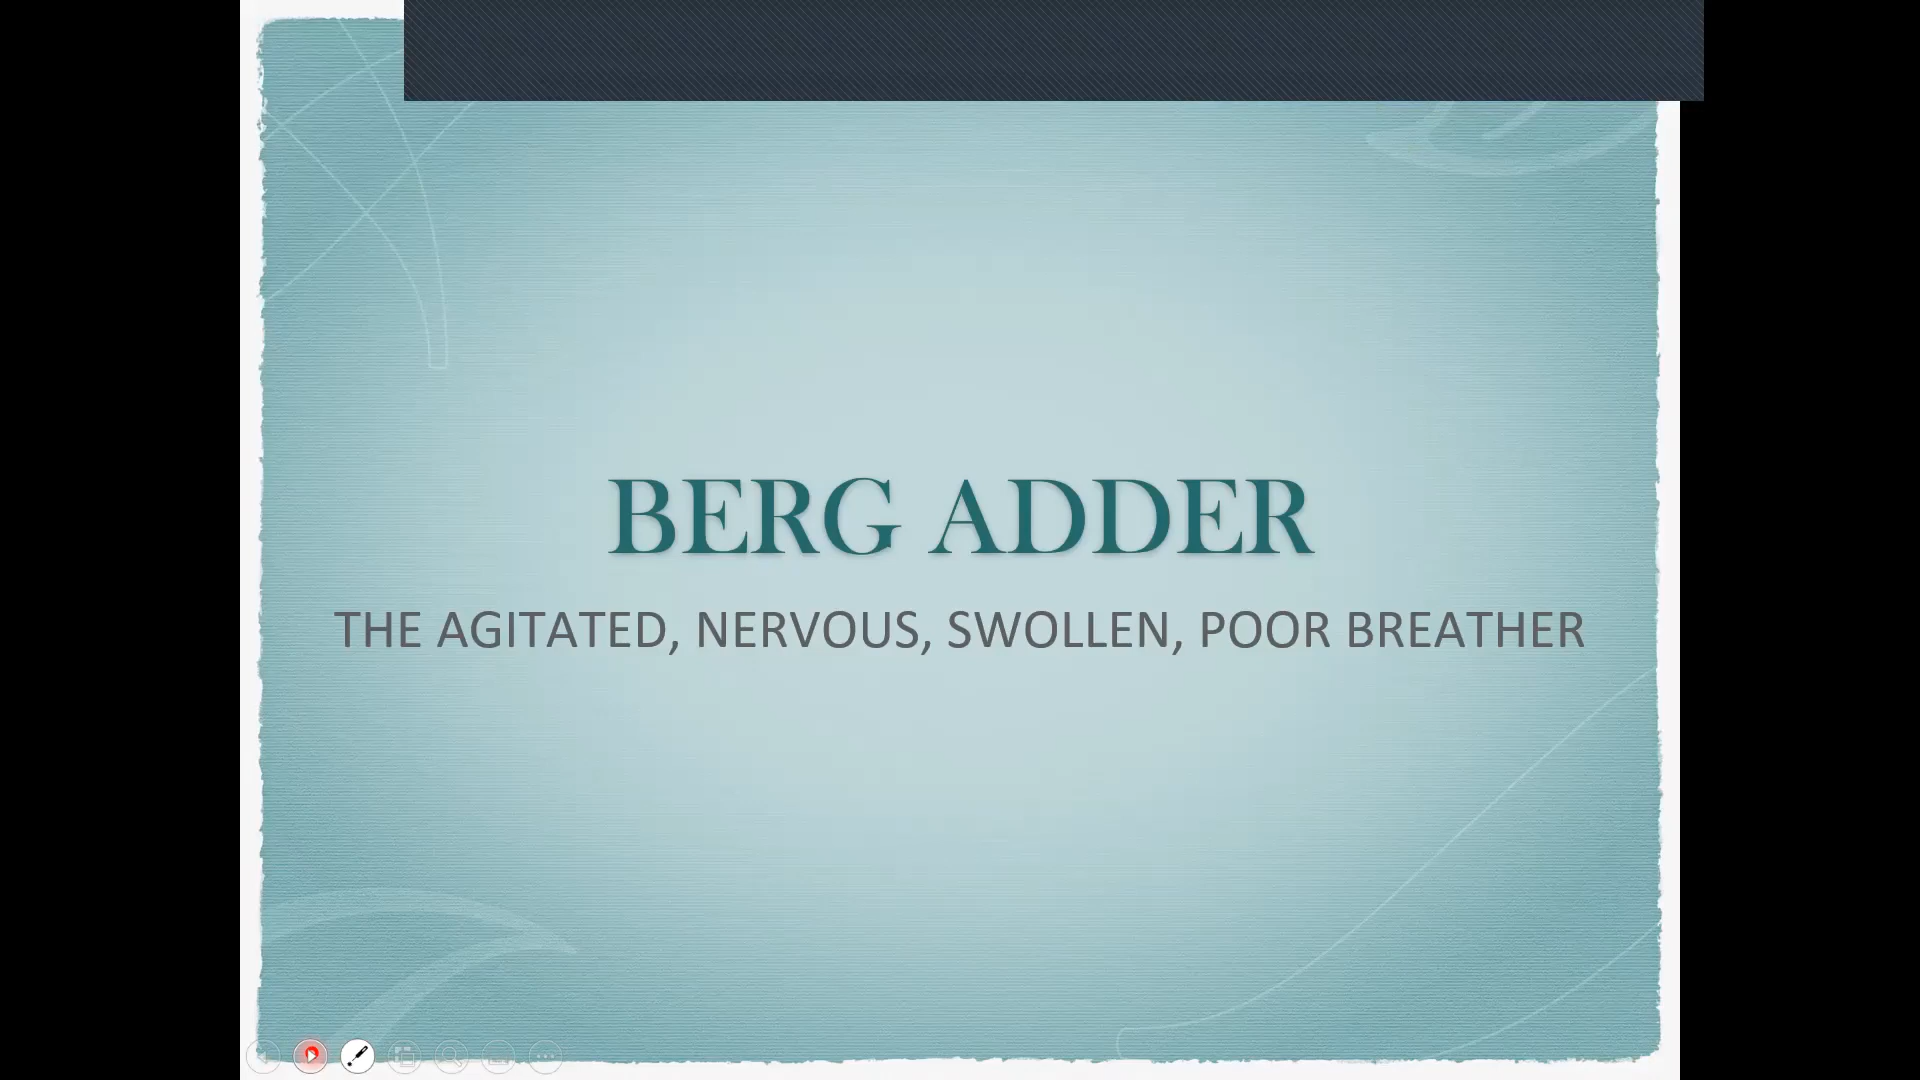 BERG ADDER
THE AGITATED, NERVOUS, SWOLLEN, POOR BREATHER